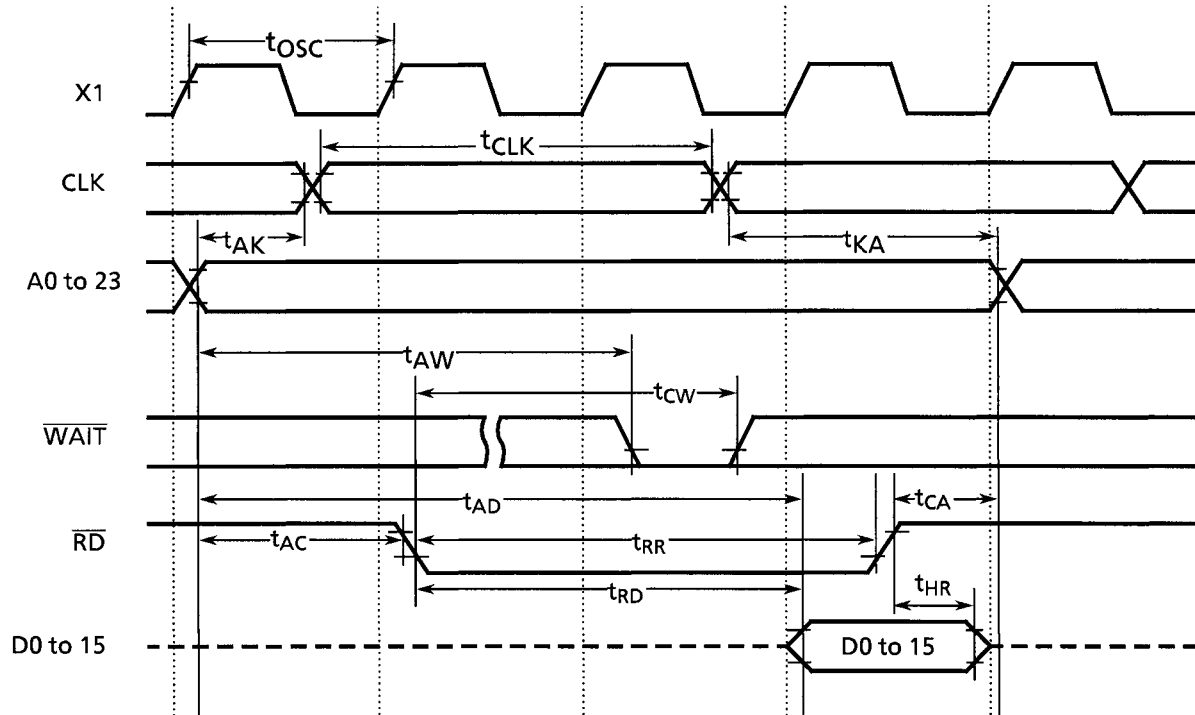 tOSC
X1
tCLK
CLK
tAK
tKA
A0 to 23
tAW
tCW
WAIT
tAD
tCA
RD
tAC
tRR
tRD
tHR
D0 to 15
D0 to 15